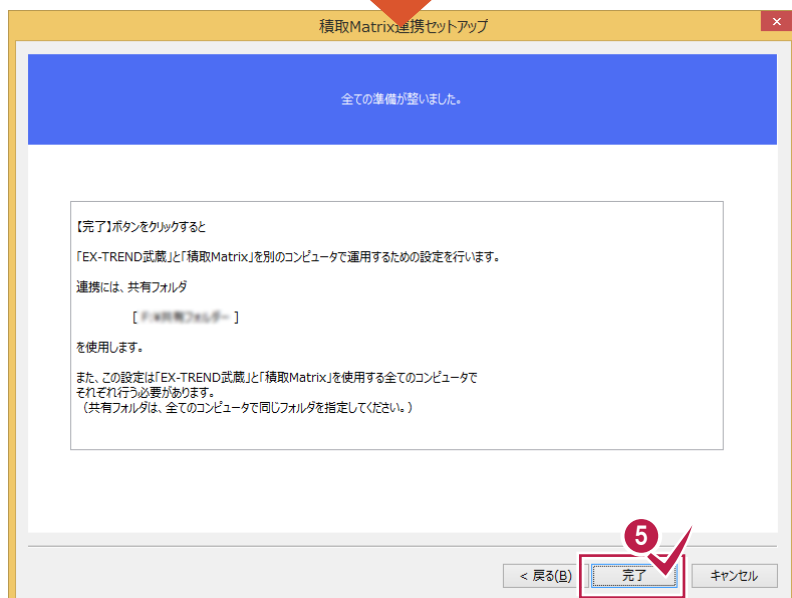 積取Matrix連携セットアップ
全ての準備が整いました。
【完了】ボタンをクリックすると
「EX-TREND武蔵」と「積取Matrix」を別のコンピュータで運用するための設定を行います。
連携には、共有フォルダ
[ ]
を使用します。
また、この設定は「EX-TREND武蔵」と「積取Matrix」を使用する全てのコンピュータで
それぞれ行う必要があります。
（共有フォルダは、全てのコンピュータで同じフォルダを指定してください。）
5
< 戻る(B) 完了 キャンセル